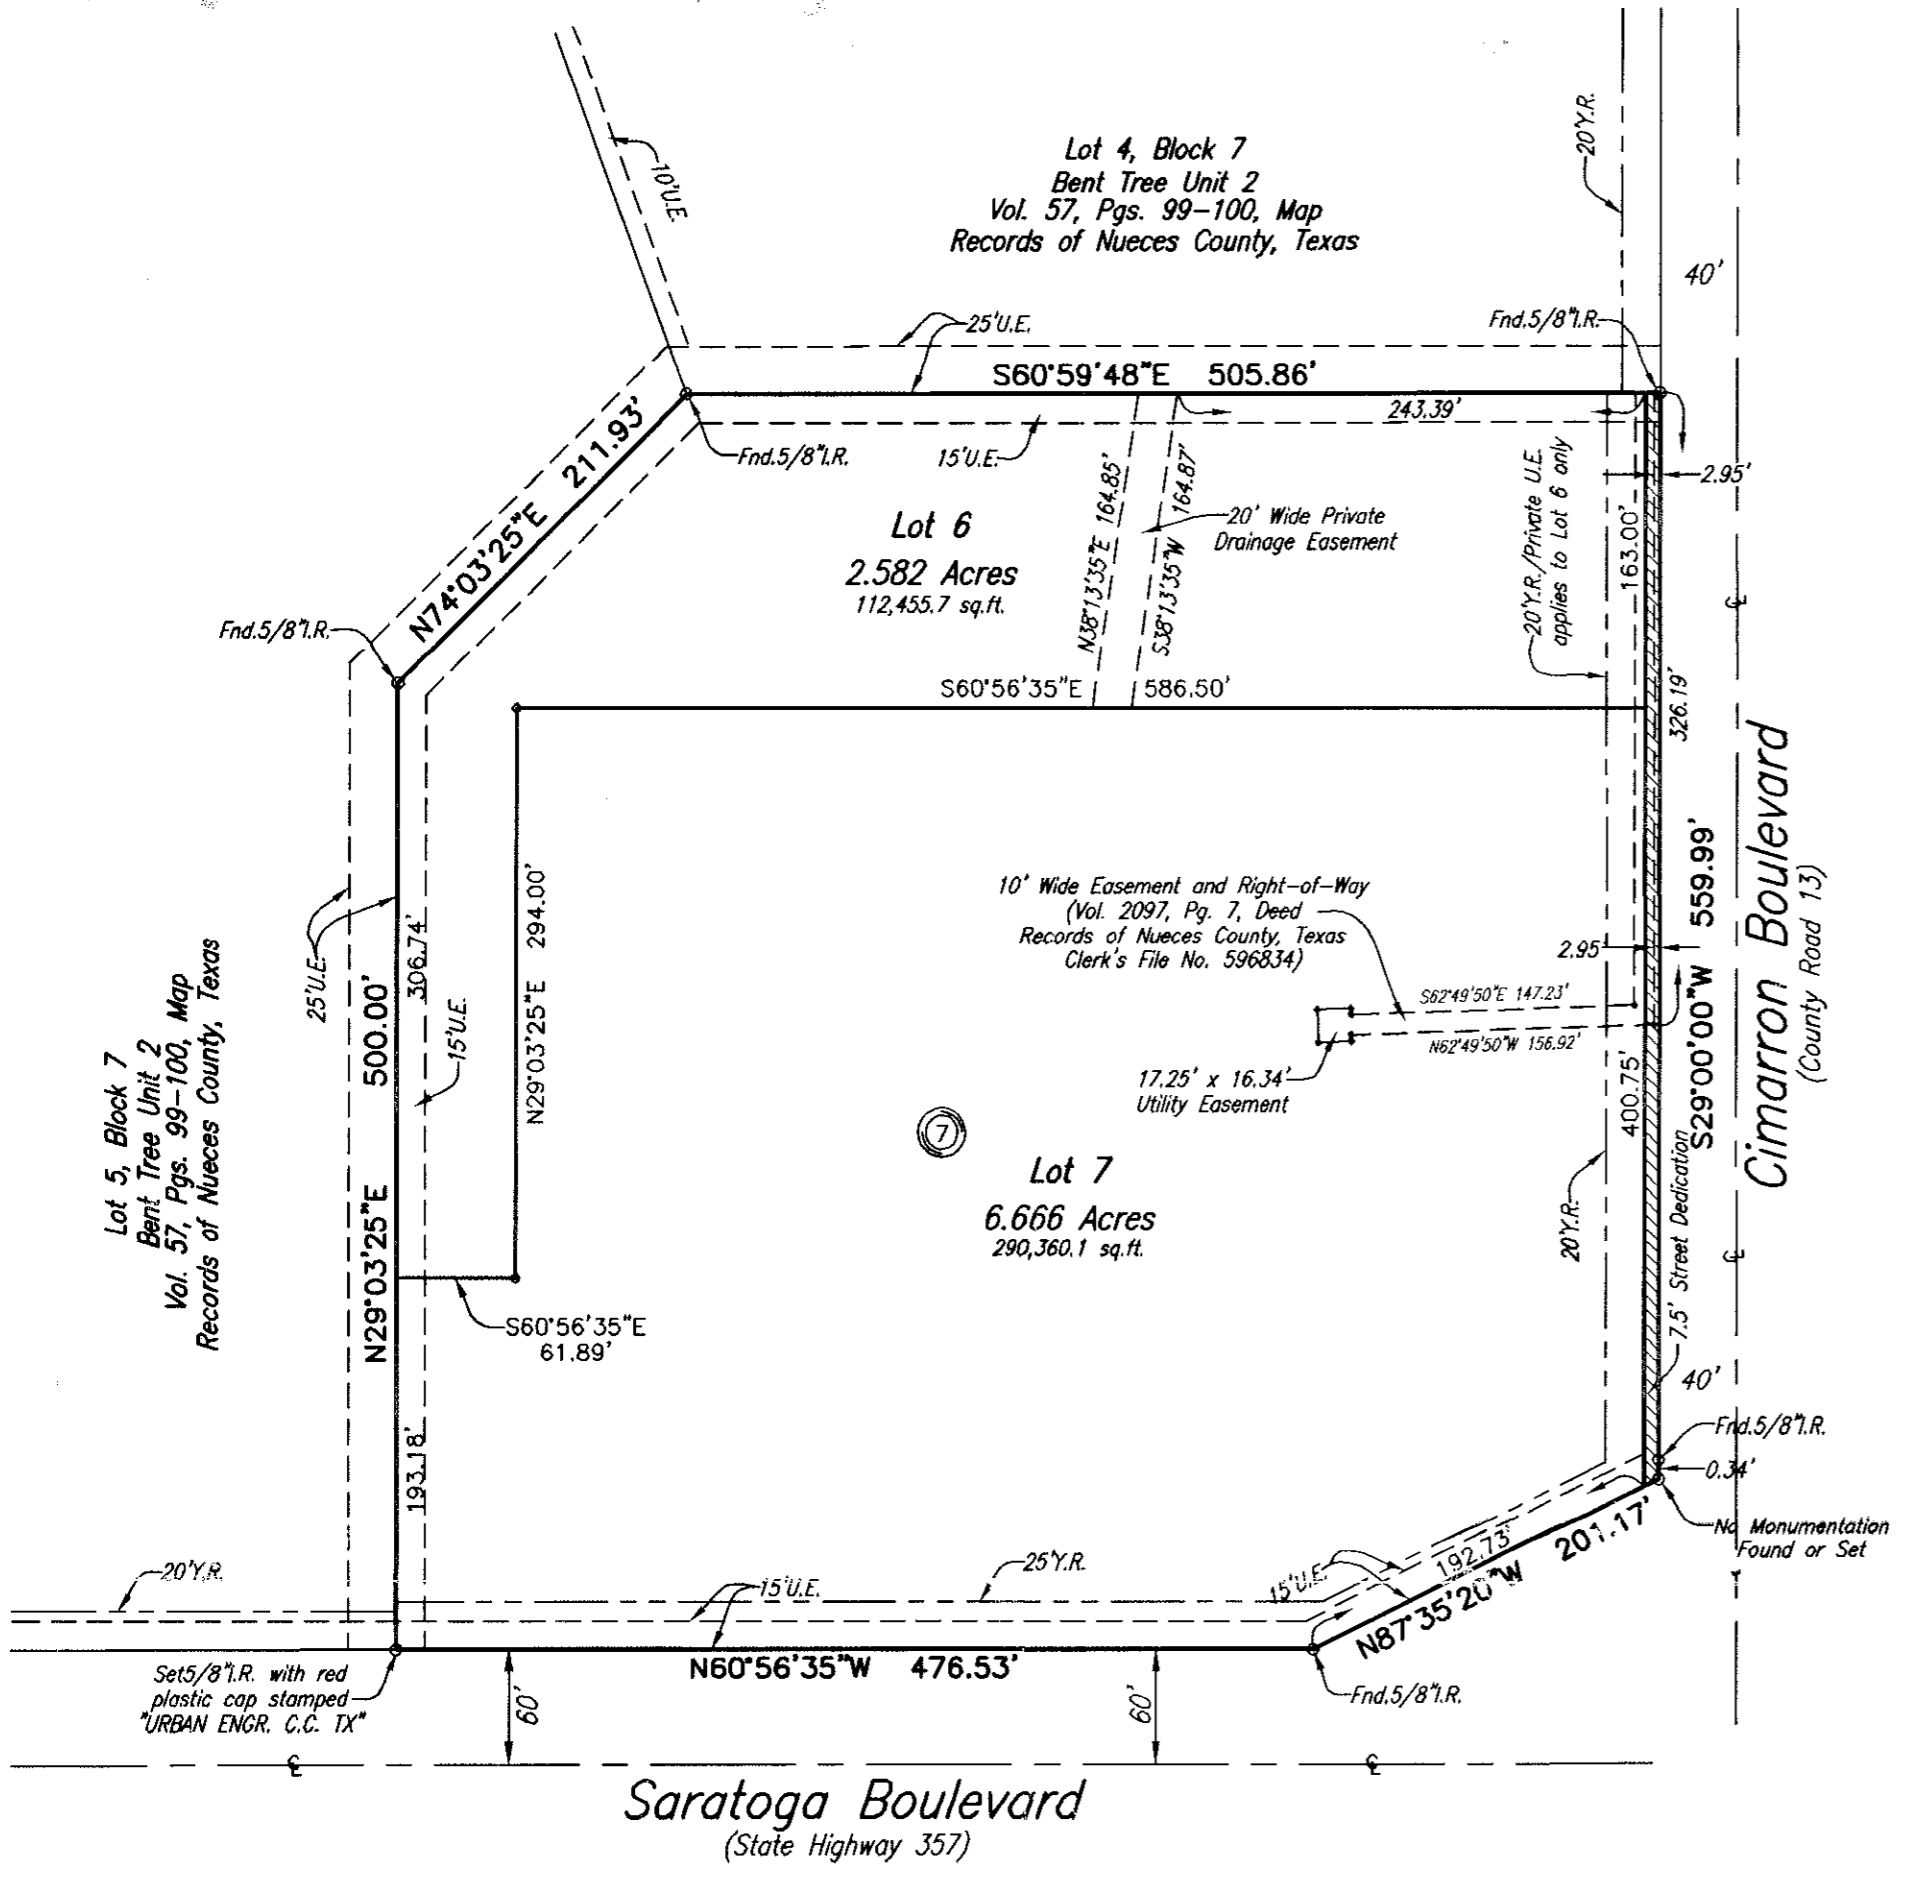 10'U.E.
Lot 4, Block 7
Bent Tree Unit 2
Vol. 57, Pgs. 99-100, Map
Records of Nueces County, Texas
20'Y.R.
40'
25'U.E.
Fnd.5/8"I.R.
S60°59'48"E 505.86'
243.39'
N74°03'25"E 211.93'
Fnd.5/8"I.R.
15'U.E.
2.95'
Lot 6
2.582 Acres
112,455.7 sq.ft.
N38°13'35"E 164.85'
S38°13'35"W 164.87'
20' Wide Private
Drainage Easement
20'Y.R./Private U.E.
applies to Lot 6 only
163.00'
Fnd.5/8"I.R.
S60°56'35"E 586.50'
326.19'
25'U.E.
306.74'
N29°03'25"E 294.00'
10' Wide Easement and Right-of-Way
(Vol. 2097, Pg. 7, Deed
Records of Nueces County, Texas
Clerk's File No. 596834)
2.95'
S62°49'50"E 147.23'
N62°49'50"W 156.92'
17.25' x 16.34'
Utility Easement
S29°00'00"W 559.99'
Cimarron Boulevard
(County Road 13)
Lot 5, Block 7
Bent Tree Unit 2
Vol. 57, Pgs. 99-100, Map
Records of Nueces County, Texas
N29°03'25"E 500.00'
15'U.E.
7
Lot 7
6.666 Acres
290,360.1 sq.ft.
400.75'
20'Y.R.
7.5' Street Dedication
S60°56'35"E
61.89'
40'
193.18'
Fnd.5/8"I.R.
0.34'
No Monumentation
Found or Set
192.73'
N87°35'20"W 201.17'
20'Y.R.
15'U.E.
25'Y.R.
15'U.E.
N60°56'35"W 476.53'
Set5/8"I.R. with red
plastic cap stamped
"URBAN ENGR. C.C. TX"
60'
60'
Fnd.5/8"I.R.
Saratoga Boulevard
(State Highway 357)